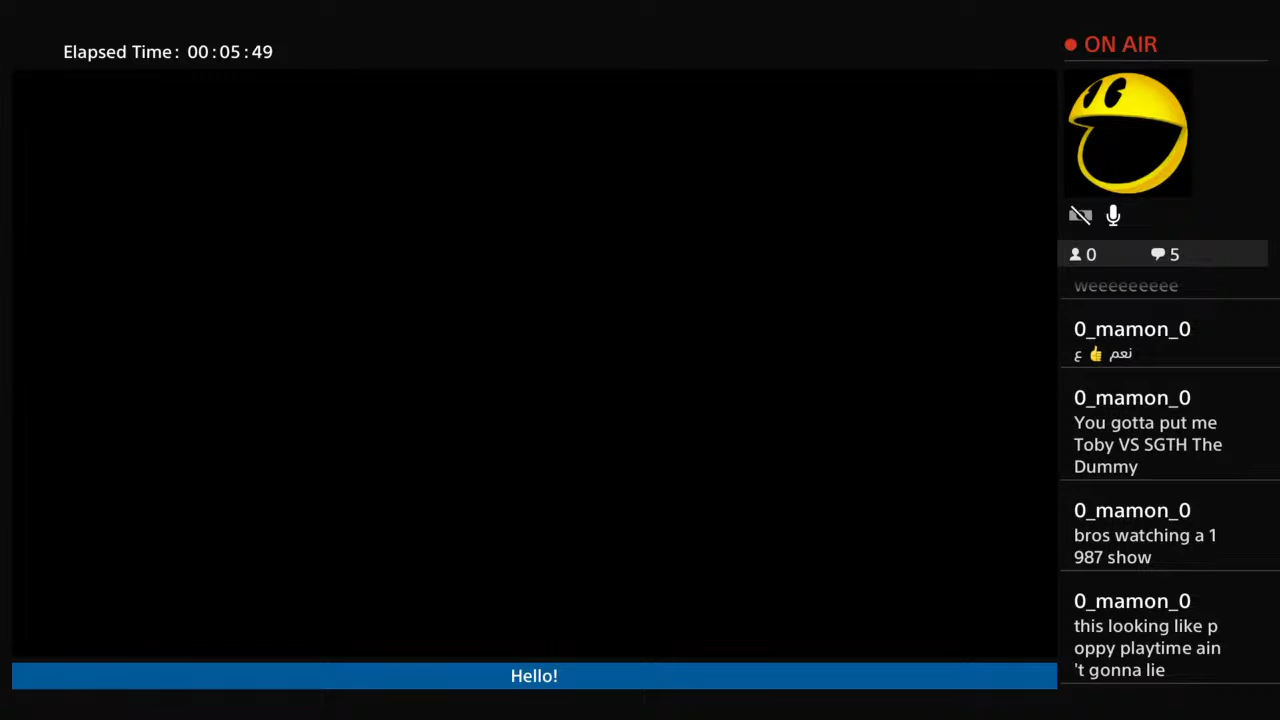 Elapsed Time: 00:05:49
ON AIR
0 5
weeeeeeeee
0_mamon_0
نعم 👍 ع
0_mamon_0
You gotta put me
Toby VS SGTH The
Dummy
0_mamon_0
bros watching a 1
987 show
0_mamon_0
this looking like p
oppy playtime ain
't gonna lie
Hello!